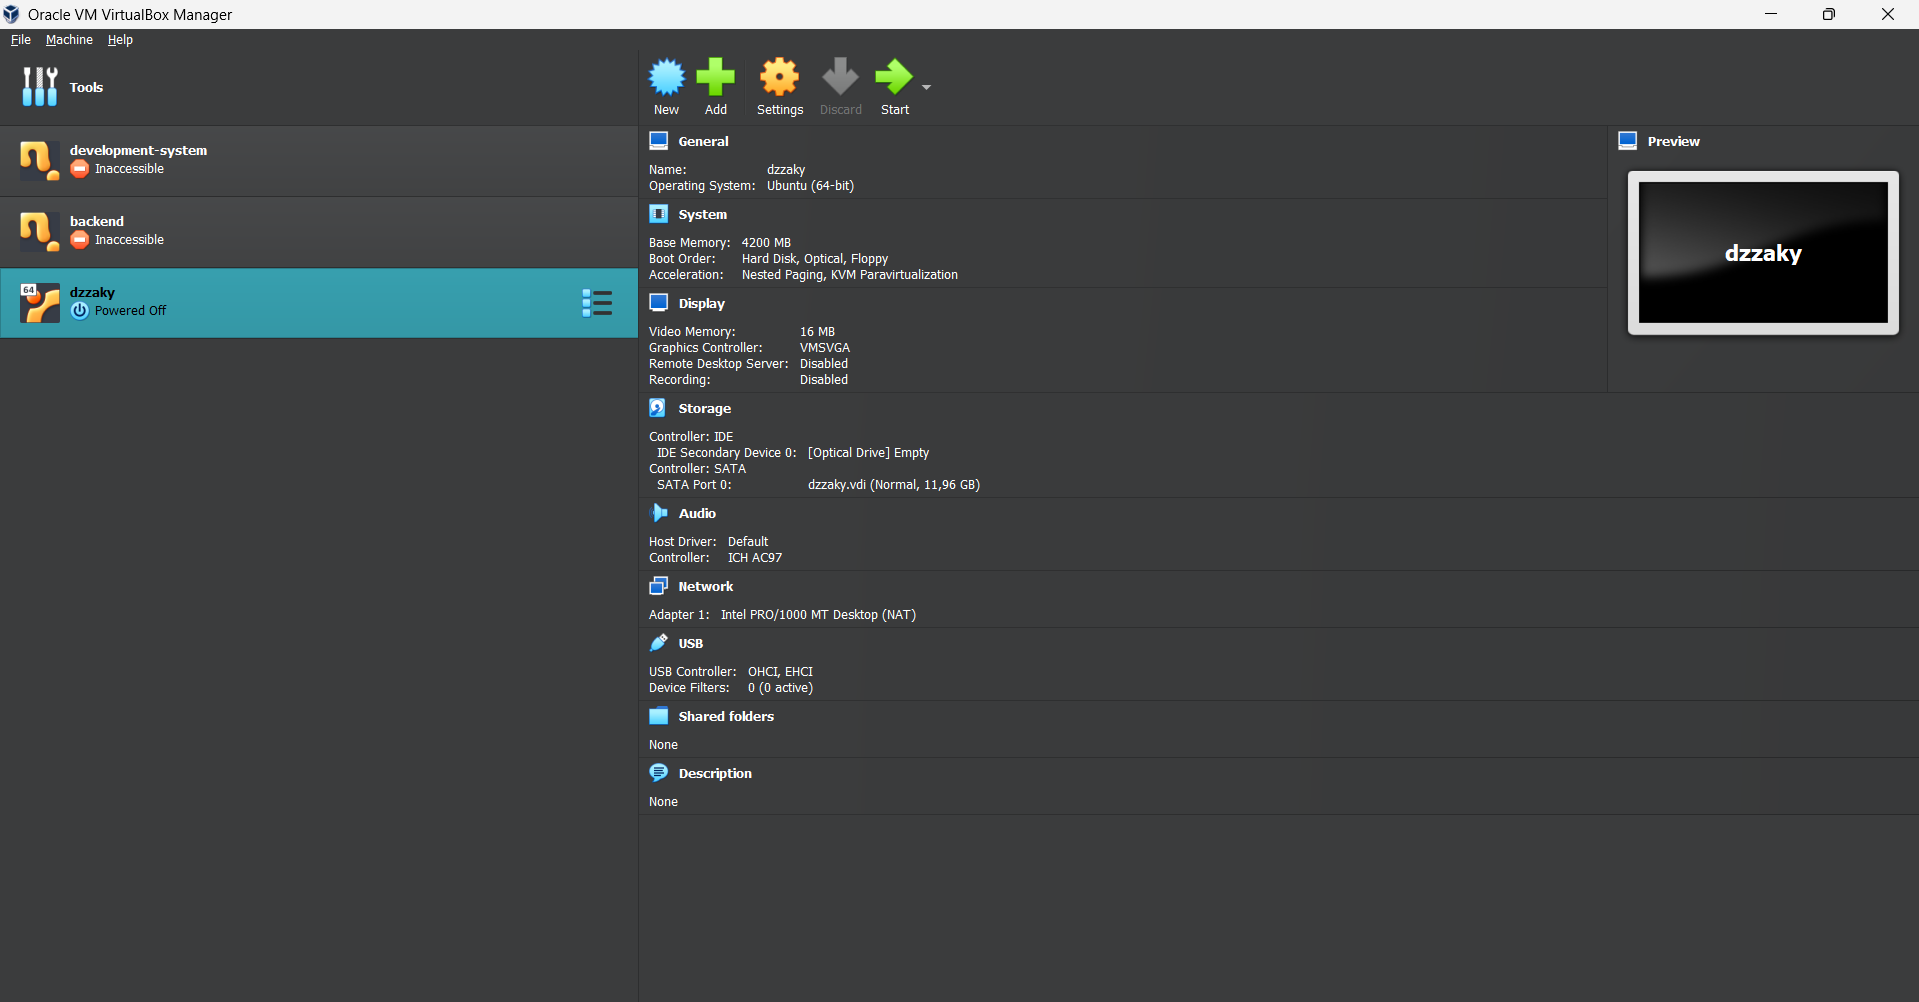 Oracle VM VirtualBox Manager
File Machine Help
Tools
development-system
Inaccessible
backend
Inaccessible
64
dzzaky
Powered Off
New Add Settings Discard Start
General
Name: dzzaky
Operating System: Ubuntu (64-bit)
System
Base Memory: 4200 MB
Boot Order: Hard Disk, Optical, Floppy
Acceleration: Nested Paging, KVM Paravirtualization
Display
Video Memory: 16 MB
Graphics Controller: VMSVGA
Remote Desktop Server: Disabled
Recording: Disabled
Storage
Controller: IDE
IDE Secondary Device 0: [Optical Drive] Empty
Controller: SATA
SATA Port 0: dzzaky.vdi (Normal, 11,96 GB)
Audio
Host Driver: Default
Controller: ICH AC97
Network
Adapter 1: Intel PRO/1000 MT Desktop (NAT)
USB
USB Controller: OHCI, EHCI
Device Filters: 0 (0 active)
Shared folders
None
Description
None
Preview
dzzaky